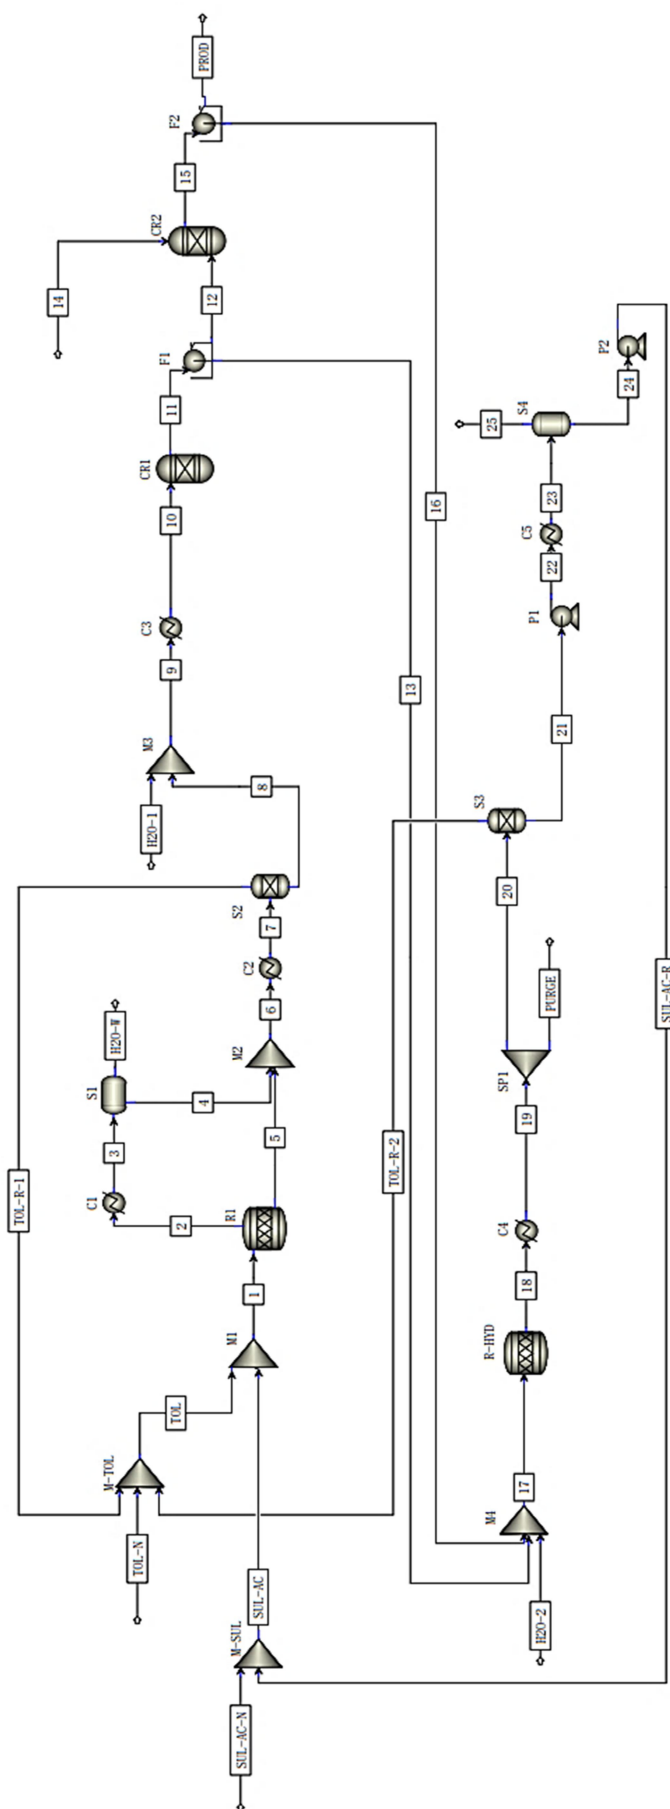 PROD
F2
15
CR2
14
12
F1
11
CR1
10
C3
9
M3
H2O-1
8
S2
7
C2
6
M2
H2O-W
S1
4
3
C1
5
2
R1
1
M1
TOL
M-TOL
TOL-N
TOL-R-1
SUL-AC
M-SUL
SUL-AC-N
16
13
TOL-R-2
S3
20
21
P1
22
C5
23
S4
25
24
P2
SUL-AC-R
PURGE
SP1
19
C4
18
R-HYD
17
M4
H2O-2